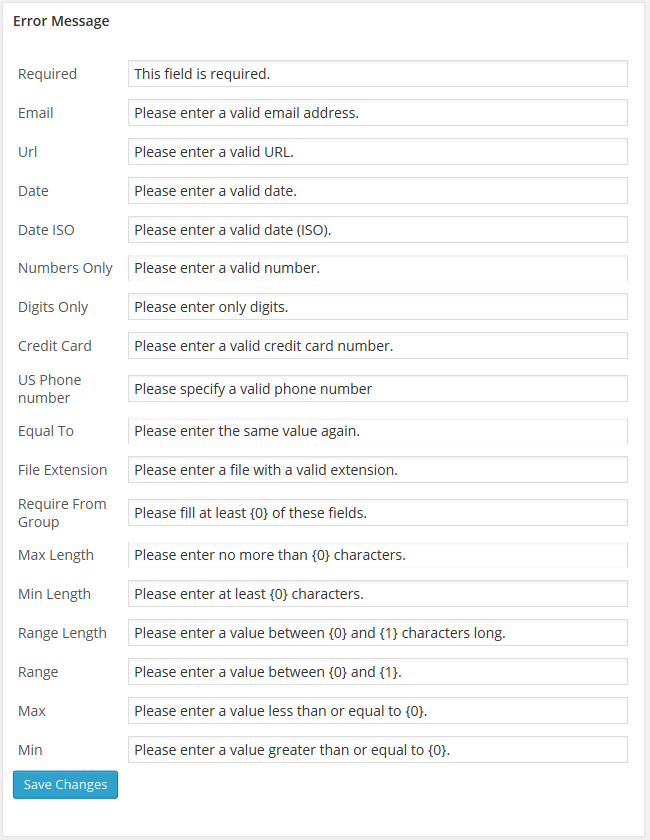 Error Message
Required This field is required.
Email Please enter a valid email address.
Url Please enter a valid URL.
Date Please enter a valid date.
Date ISO Please enter a valid date (ISO).
Numbers Only Please enter a valid number.
Digits Only Please enter only digits.
Credit Card Please enter a valid credit card number.
US Phone
number Please specify a valid phone number
Equal To Please enter the same value again.
File Extension Please enter a file with a valid extension.
Require From
Group Please fill at least {0} of these fields.
Max Length Please enter no more than {0} characters.
Min Length Please enter at least {0} characters.
Range Length Please enter a value between {0} and {1} characters long.
Range Please enter a value between {0} and {1}.
Max Please enter a value less than or equal to {0}.
Min Please enter a value greater than or equal to {0}.
Save Changes